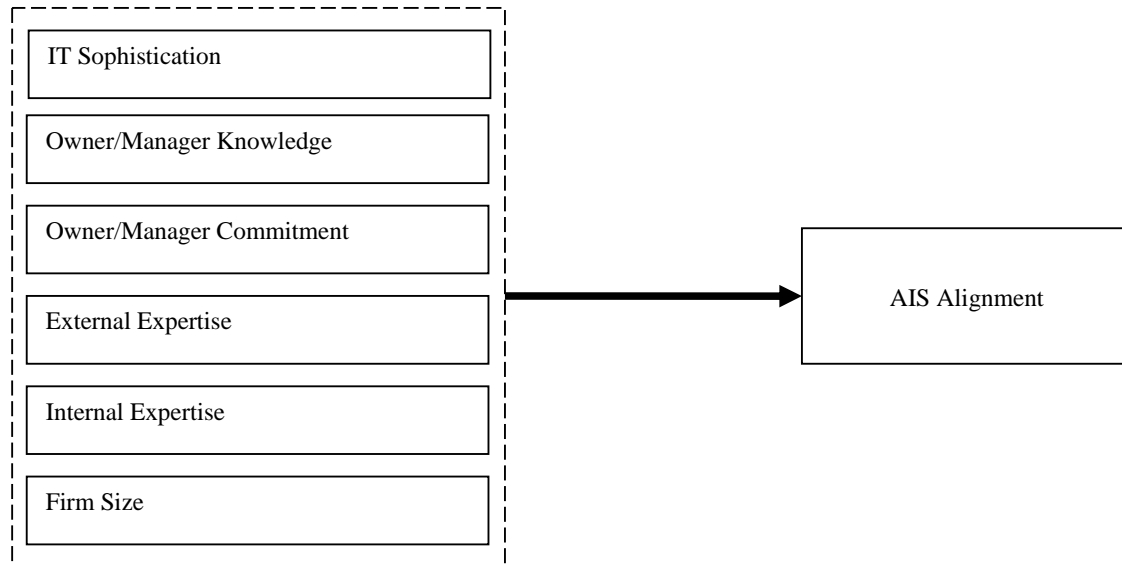 IT Sophistication
Owner/Manager Knowledge
Owner/Manager Commitment
External Expertise
Internal Expertise
Firm Size
AIS Alignment